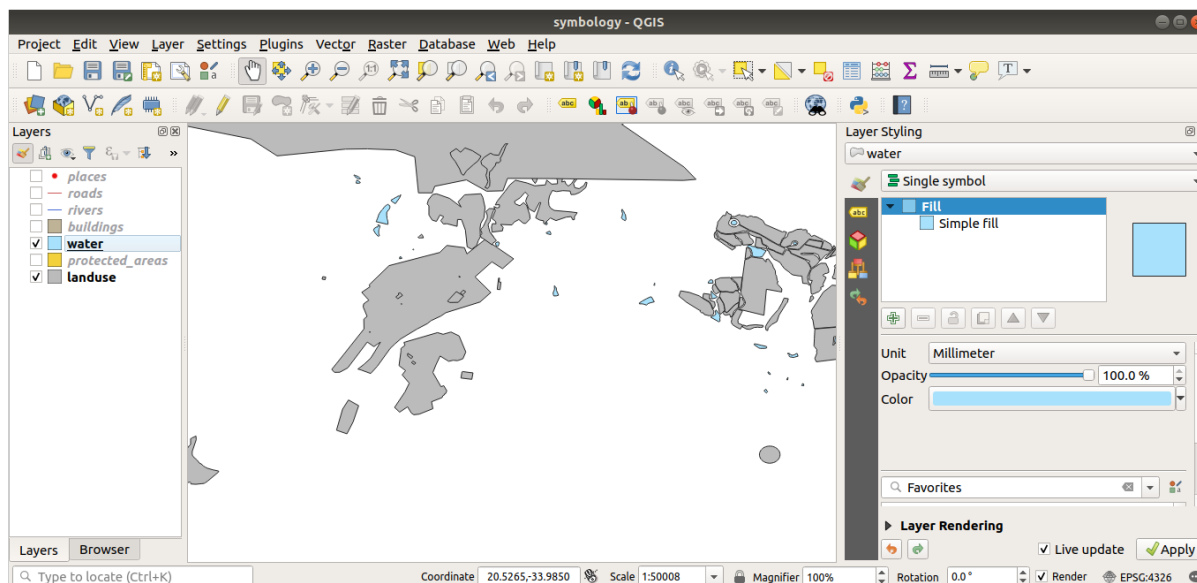 symbology - QGIS
Project Edit View Layer Settings Plugins Vector Raster Database Web Help
Layers
places
roads
rivers
buildings
water
protected_areas
landuse
Layers Browser
Layer Styling
water
Single symbol
Fill
Simple fill
Unit Millimeter
Opacity 100.0 %
Color
Favorites
Layer Rendering
Live update Apply
Type to locate (Ctrl+K) Coordinate 20.5265,-33.9850 Scale 1:50008 Magnifier 100% Rotation 0.0 ° Render EPSG:4326